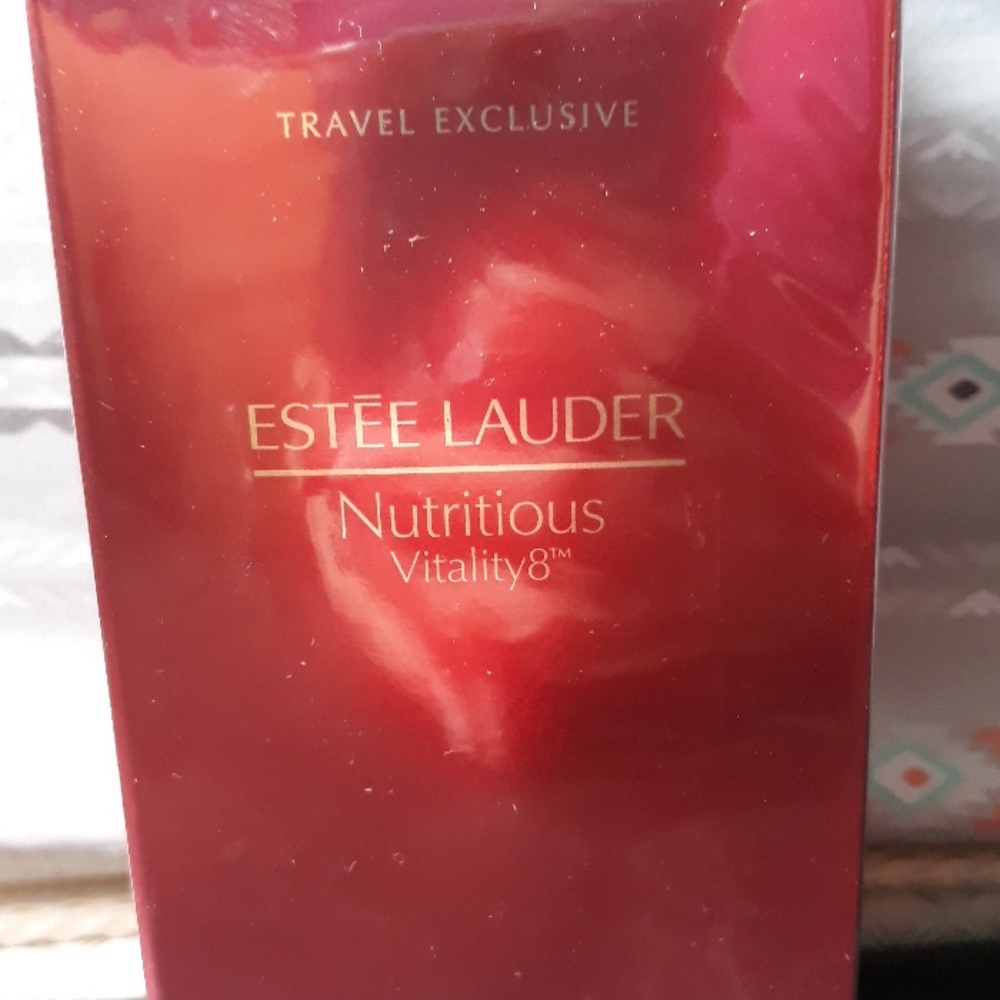 TRAVEL EXCLUSIVE
ESTĒE LAUDER
Nutritious
Vitality8™